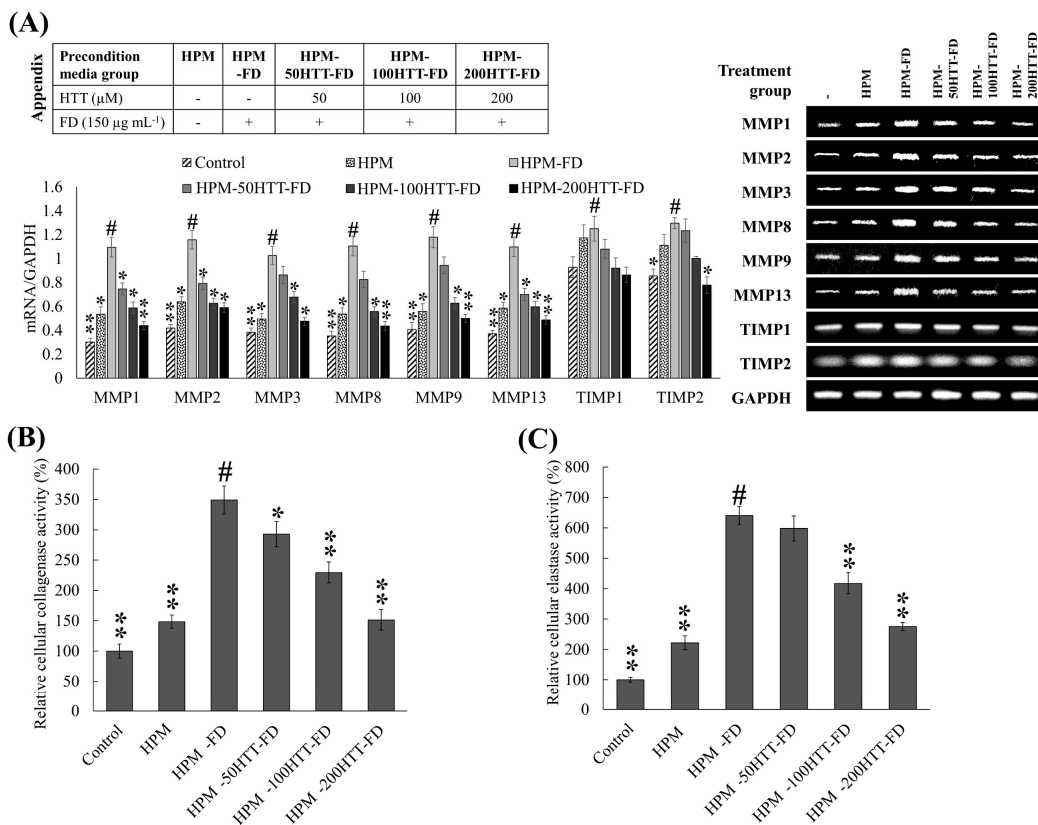 (A)
Appendix
Precondition media group HPM HPM -FD HPM- 50HTT-FD HPM- 100HTT-FD HPM- 200HTT-FD
HTT (µM) - - 50 100 200
FD (150 µg mL-1) - + + + +
Control HPM HPM-FD
HPM-50HTT-FD HPM-100HTT-FD HPM-200HTT-FD
mRNA/GAPDH
1.6
1.4
1.2
1
0.8
0.6
0.4
0.2
0
# # # # # # # #
* * * * * * * * * * * * * * * * * * * * * * * * * * * * * * * * * * * *
MMP1 MMP2 MMP3 MMP8 MMP9 MMP13 TIMP1 TIMP2
Treatment group
-
HPM
HPM-FD
HPM- 50HTT-FD
HPM- 100HTT-FD
HPM- 200HTT-FD
MMP1
MMP2
MMP3
MMP8
MMP9
MMP13
TIMP1
TIMP2
GAPDH
(B)
Relative cellular collagenase activity (%)
400
350
300
250
200
150
100
50
0
** ** # * ** **
Control
HPM
HPM -FD
HPM -50HTT-FD
HPM -100HTT-FD
HPM -200HTT-FD
(C)
Relative cellular elastase activity (%)
800
700
600
500
400
300
200
100
0
** ** # ** **
Control
HPM
HPM -FD
HPM -50HTT-FD
HPM -100HTT-FD
HPM -200HTT-FD